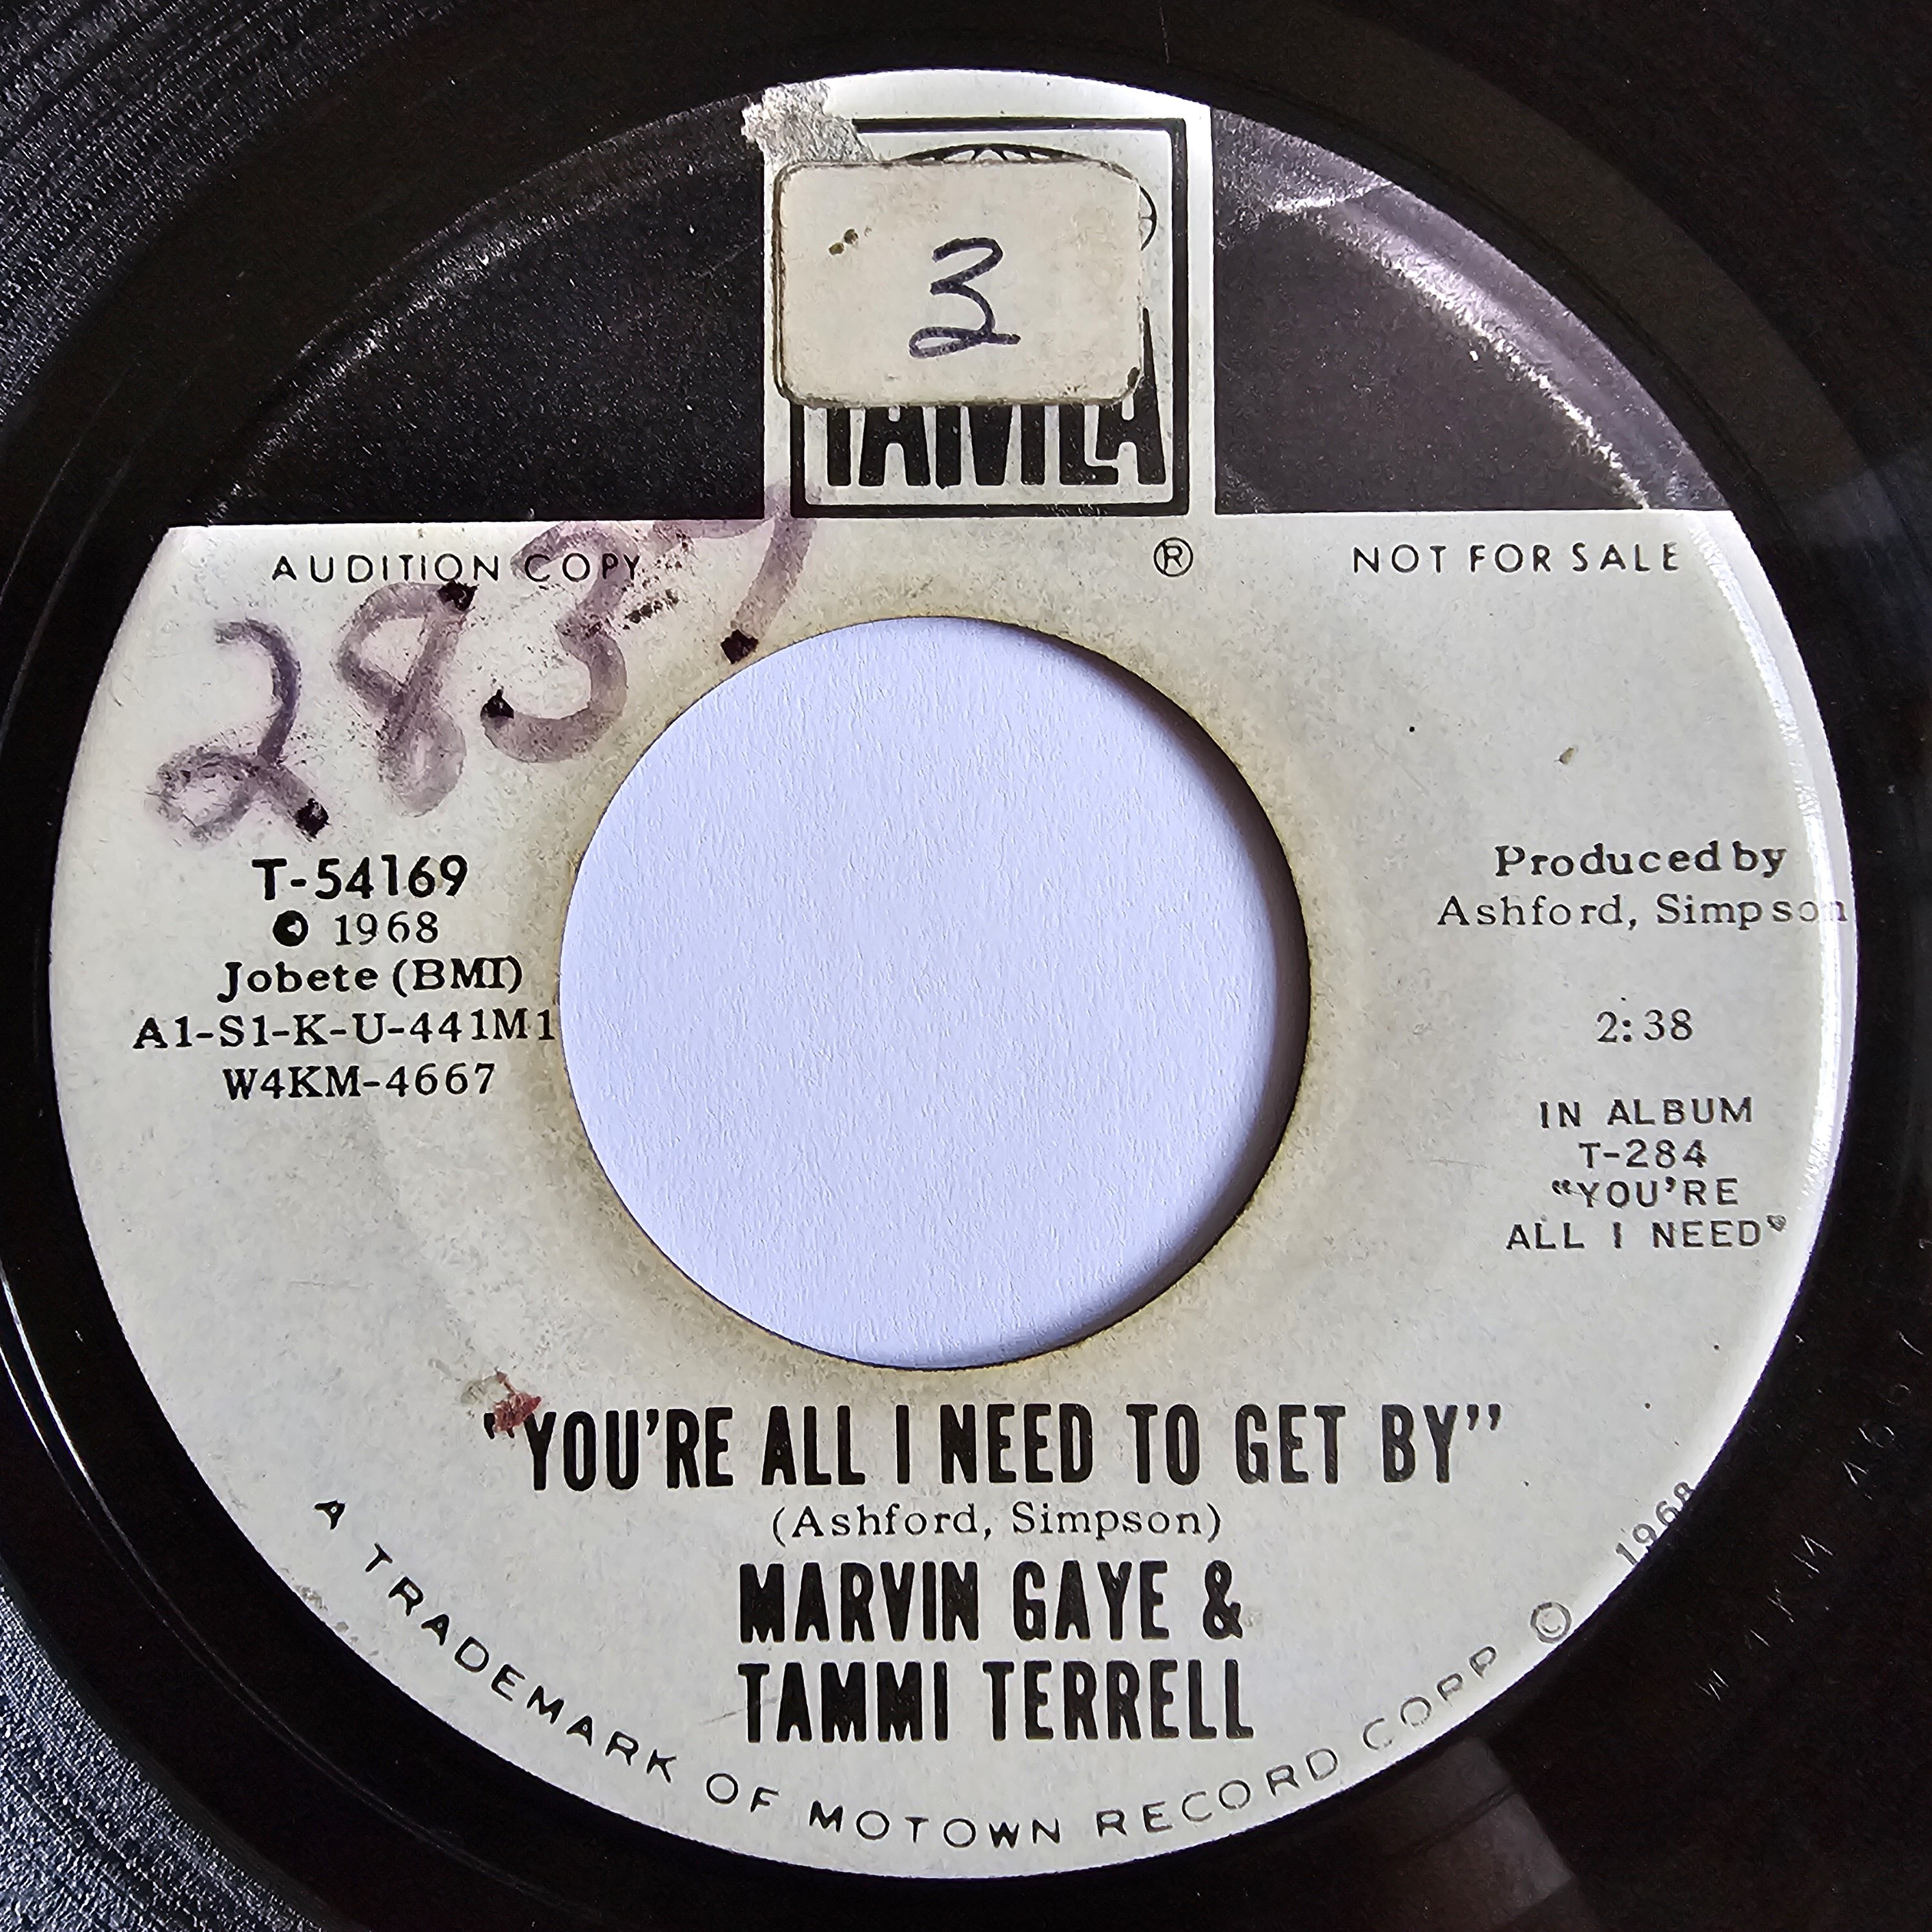 3
TAMLA
AUDITION COPY
®
NOT FOR SALE
2837
T-54169
℗ 1968
Jobete (BMI)
A1-S1-K-U-441M1
W4KM-4667
Produced by
Ashford, Simpson
2:38
IN ALBUM
T-284
"YOU'RE
ALL I NEED"
"YOU'RE ALL I NEED TO GET BY"
(Ashford, Simpson)
MARVIN GAYE &
TAMMI TERRELL
A TRADEMARK OF MOTOWN RECORD CORP © 1968